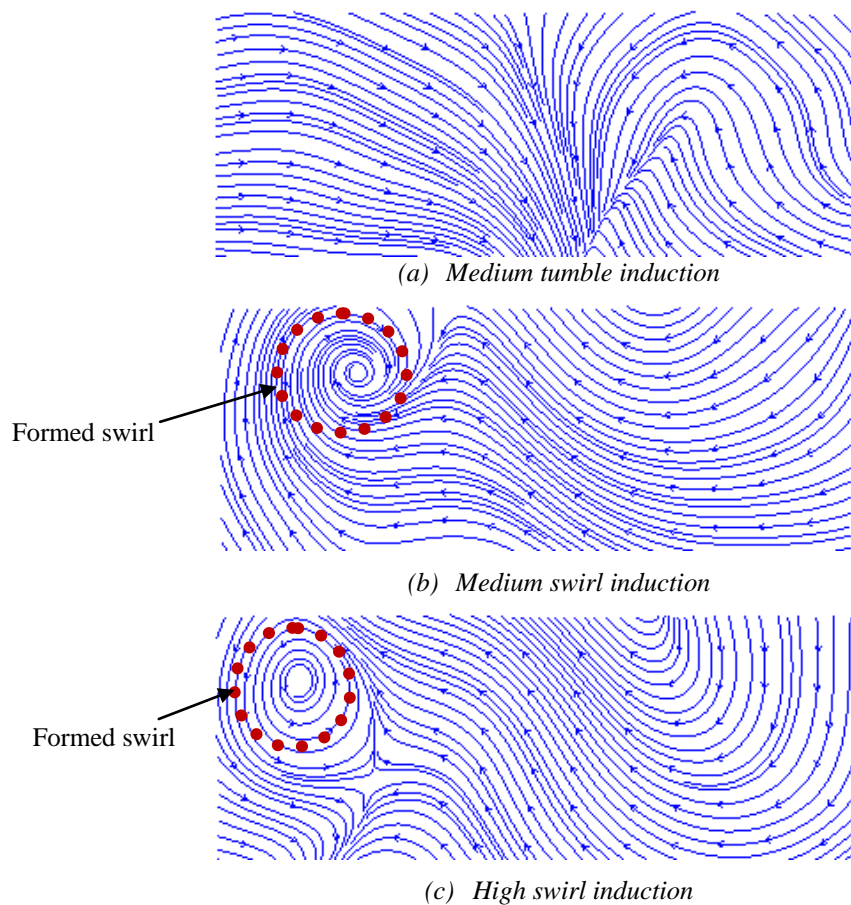 (a) Medium tumble induction
Formed swirl
(b) Medium swirl induction
Formed swirl
(c) High swirl induction